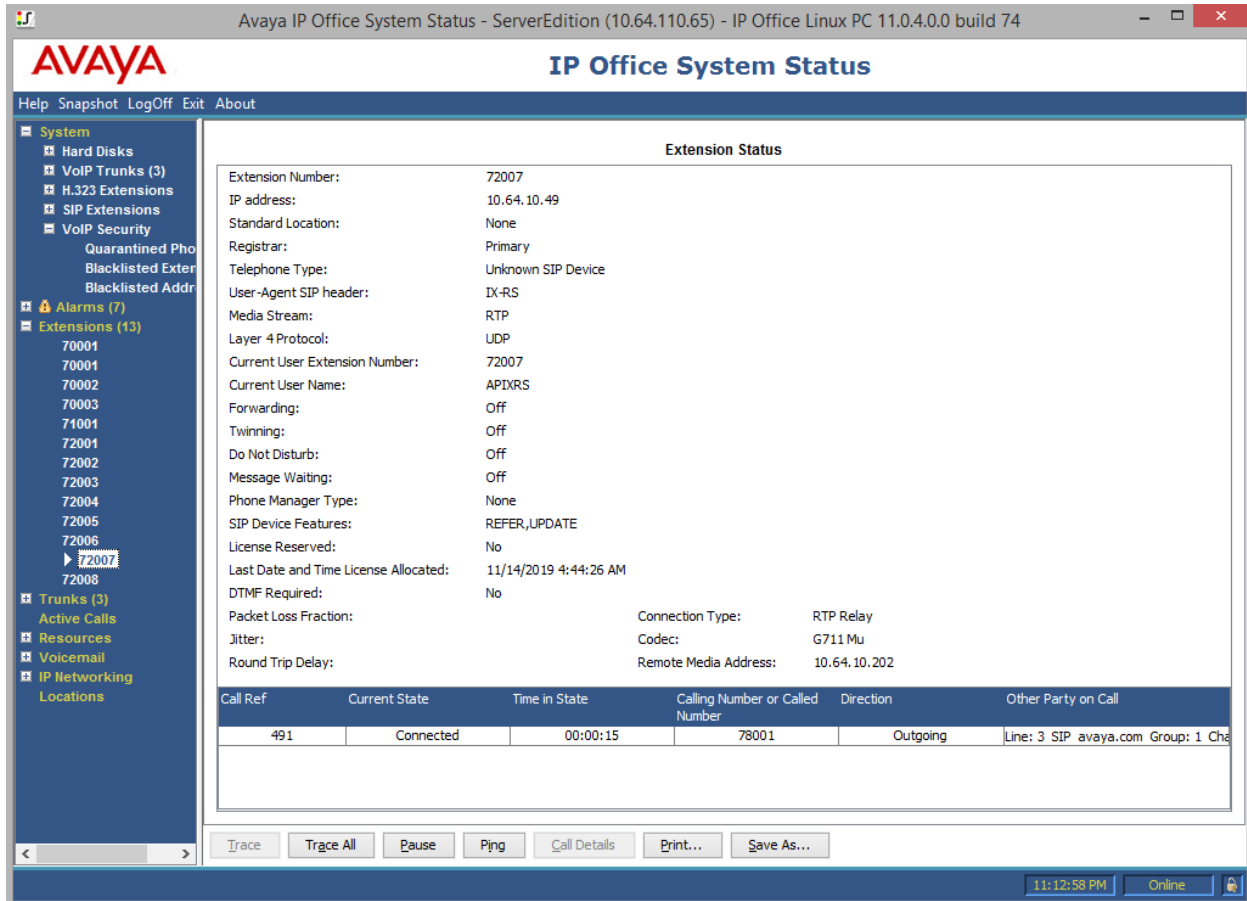 Avaya IP Office System Status - ServerEdition (10.64.110.65) - IP Office Linux PC 11.0.4.0.0 build 74
AVAYA
IP Office System Status
Help Snapshot LogOff Exit About
System
Hard Disks
VoIP Trunks (3)
H.323 Extensions
SIP Extensions
VoIP Security
Quarantined Pho
Blacklisted Exter
Blacklisted Addr
Alarms (7)
Extensions (13)
70001
70001
70002
70003
71001
72001
72002
72003
72004
72005
72006
72007
72008
Trunks (3)
Active Calls
Resources
Voicemail
IP Networking
Locations
Extension Status
Extension Number: 72007
IP address: 10.64.10.49
Standard Location: None
Registrar: Primary
Telephone Type: Unknown SIP Device
User-Agent SIP header: IX-RS
Media Stream: RTP
Layer 4 Protocol: UDP
Current User Extension Number: 72007
Current User Name: APIXRS
Forwarding: Off
Twinning: Off
Do Not Disturb: Off
Message Waiting: Off
Phone Manager Type: None
SIP Device Features: REFER,UPDATE
License Reserved: No
Last Date and Time License Allocated: 11/14/2019 4:44:26 AM
DTMF Required: No
Packet Loss Fraction: Connection Type: RTP Relay
Jitter: Codec: G711 Mu
Round Trip Delay: Remote Media Address: 10.64.10.202
Call Ref Current State Time in State Calling Number or Called Number Direction Other Party on Call
491 Connected 00:00:15 78001 Outgoing Line: 3 SIP avaya.com Group: 1 Cha
Trace Trace All Pause Ping Call Details Print... Save As...
11:12:58 PM Online